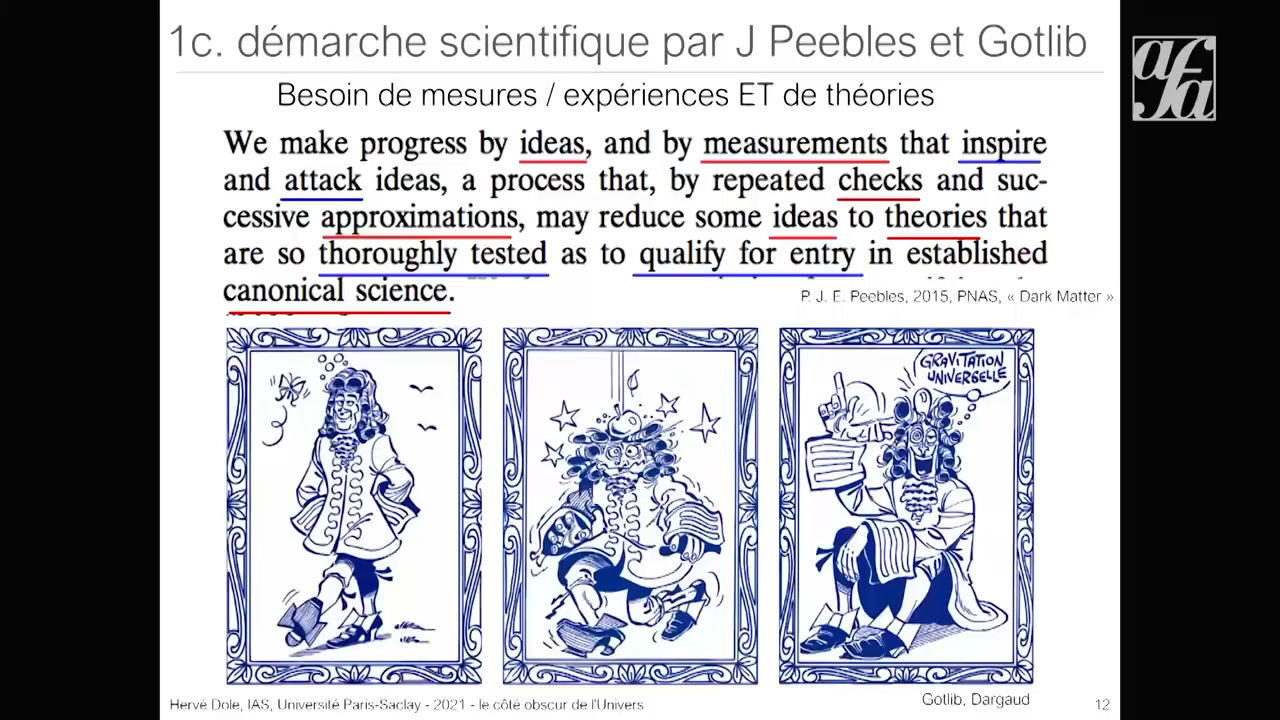 1c. démarche scientifique par J Peebles et Gotlib
afa
Besoin de mesures / expériences ET de théories
We make progress by ideas, and by measurements that inspire
and attack ideas, a process that, by repeated checks and suc-
cessive approximations, may reduce some ideas to theories that
are so thoroughly tested as to qualify for entry in established
canonical science.
P. J. E. Peebles, 2015, PNAS, « Dark Matter »
GRAVITATION
UNIVERSELLE
Gotlib, Dargaud
Hervé Dole, IAS, Université Paris-Saclay - 2021 - le côté obscur de l'Univers
12